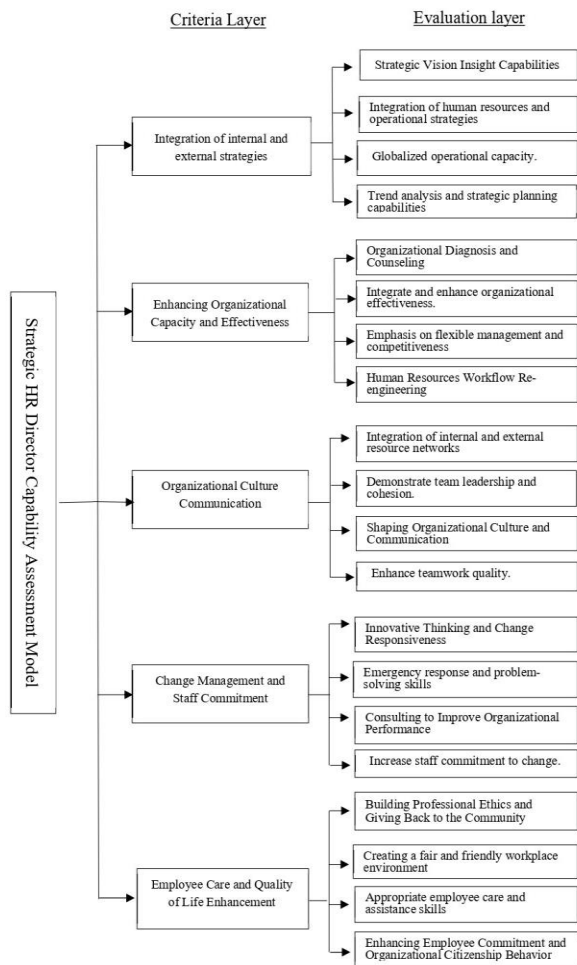 Criteria Layer
Evaluation layer
Strategic HR Director Capability Assessment Model
Integration of internal and
external strategies
Strategic Vision Insight Capabilities
Integration of human resources and
operational strategies
Globalized operational capacity.
Trend analysis and strategic planning
capabilities
Enhancing Organizational
Capacity and Effectiveness
Organizational Diagnosis and
Counseling
Integrate and enhance organizational
effectiveness.
Emphasis on flexible management and
competitiveness
Human Resources Workflow Re-
engineering
Organizational Culture
Communication
Integration of internal and external
resource networks
Demonstrate team leadership and
cohesion.
Shaping Organizational Culture and
Communication
Enhance teamwork quality.
Change Management and
Staff Commitment
Innovative Thinking and Change
Responsiveness
Emergency response and problem-
solving skills
Consulting to Improve Organizational
Performance
Increase staff commitment to change.
Employee Care and Quality
of Life Enhancement
Building Professional Ethics and
Giving Back to the Community
Creating a fair and friendly workplace
environment
Appropriate employee care and
assistance skills
Enhancing Employee Commitment and
Organizational Citizenship Behavior